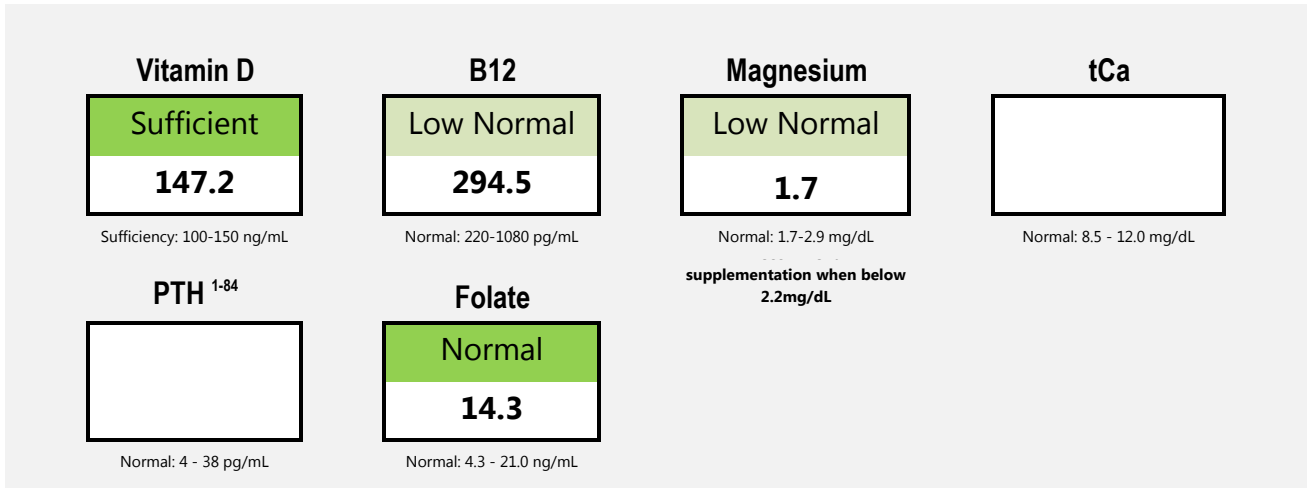 Vitamin D
Sufficient
147.2
Sufficiency: 100-150 ng/mL
B12
Low Normal
294.5
Normal: 220-1080 pg/mL
Magnesium
Low Normal
1.7
Normal: 1.7-2.9 mg/dL
supplementation when below
2.2mg/dL
tCa
Normal: 8.5 - 12.0 mg/dL
PTH 1-84
Normal: 4 - 38 pg/mL
Folate
Normal
14.3
Normal: 4.3 - 21.0 ng/mL